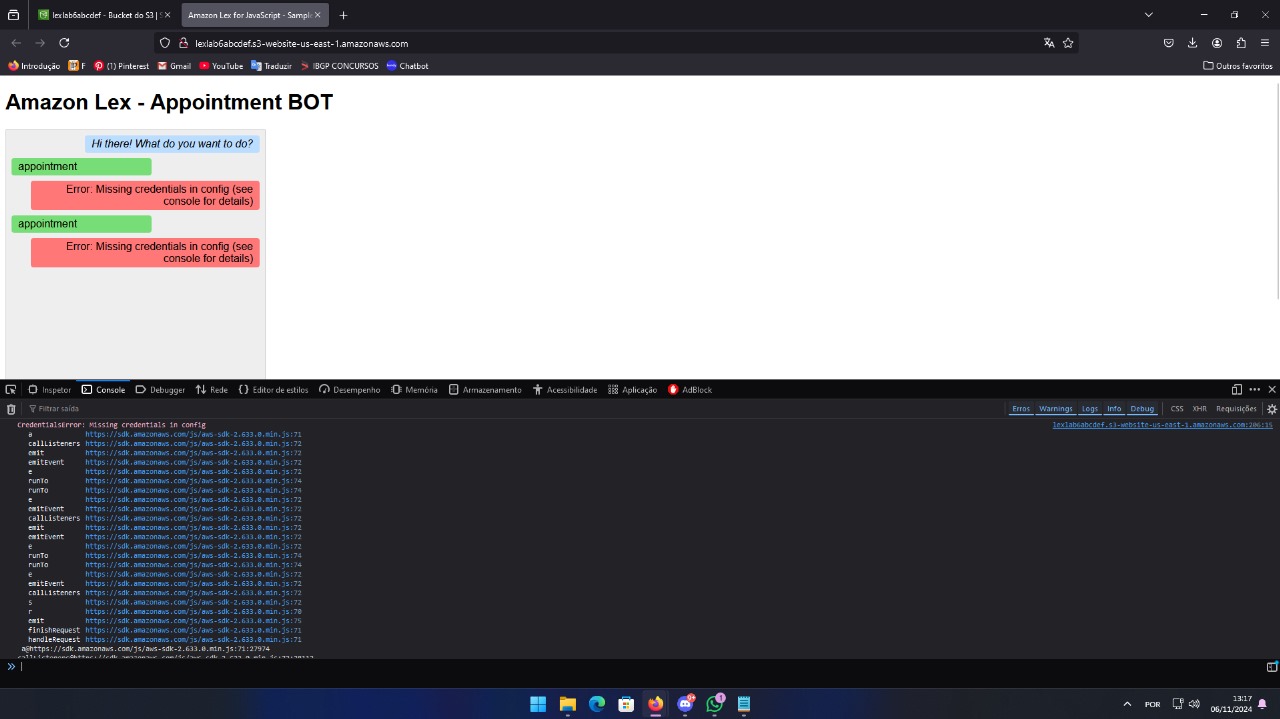 lexlab6abcdef - Bucket do S3 | S
Amazon Lex for JavaScript - Sample
lexlab6abcdef.s3-website-us-east-1.amazonaws.com
Introdução
F
(1) Pinterest
Gmail
YouTube
Traduzir
IBGP CONCURSOS
Chatbot
Outros favoritos
Amazon Lex - Appointment BOT
Hi there! What do you want to do?
appointment
Error: Missing credentials in config (see
console for details)
appointment
Error: Missing credentials in config (see
console for details)
Inspetor Console Debugger Rede Editor de estilos Desempenho Memória Armazenamento Acessibilidade Aplicação AdBlock
Filtrar saída
Erros Warnings Logs Info Debug CSS XHR Requisições
CredentialsError: Missing credentials in config lexlab6abcdef.s3-website-us-east-1.amazonaws.com:206:15
a https://sdk.amazonaws.com/js/aws-sdk-2.633.0.min.js:71
callListeners https://sdk.amazonaws.com/js/aws-sdk-2.633.0.min.js:72
emit https://sdk.amazonaws.com/js/aws-sdk-2.633.0.min.js:72
emitEvent https://sdk.amazonaws.com/js/aws-sdk-2.633.0.min.js:72
e https://sdk.amazonaws.com/js/aws-sdk-2.633.0.min.js:72
runTo https://sdk.amazonaws.com/js/aws-sdk-2.633.0.min.js:74
runTo https://sdk.amazonaws.com/js/aws-sdk-2.633.0.min.js:74
e https://sdk.amazonaws.com/js/aws-sdk-2.633.0.min.js:72
emitEvent https://sdk.amazonaws.com/js/aws-sdk-2.633.0.min.js:72
callListeners https://sdk.amazonaws.com/js/aws-sdk-2.633.0.min.js:72
emit https://sdk.amazonaws.com/js/aws-sdk-2.633.0.min.js:72
emitEvent https://sdk.amazonaws.com/js/aws-sdk-2.633.0.min.js:72
e https://sdk.amazonaws.com/js/aws-sdk-2.633.0.min.js:72
runTo https://sdk.amazonaws.com/js/aws-sdk-2.633.0.min.js:74
runTo https://sdk.amazonaws.com/js/aws-sdk-2.633.0.min.js:74
e https://sdk.amazonaws.com/js/aws-sdk-2.633.0.min.js:72
emitEvent https://sdk.amazonaws.com/js/aws-sdk-2.633.0.min.js:72
callListeners https://sdk.amazonaws.com/js/aws-sdk-2.633.0.min.js:72
s https://sdk.amazonaws.com/js/aws-sdk-2.633.0.min.js:72
r https://sdk.amazonaws.com/js/aws-sdk-2.633.0.min.js:70
emit https://sdk.amazonaws.com/js/aws-sdk-2.633.0.min.js:75
finishRequest https://sdk.amazonaws.com/js/aws-sdk-2.633.0.min.js:71
handleRequest https://sdk.amazonaws.com/js/aws-sdk-2.633.0.min.js:71
a@https://sdk.amazonaws.com/js/aws-sdk-2.633.0.min.js:71:27974
POR
13:17
06/11/2024